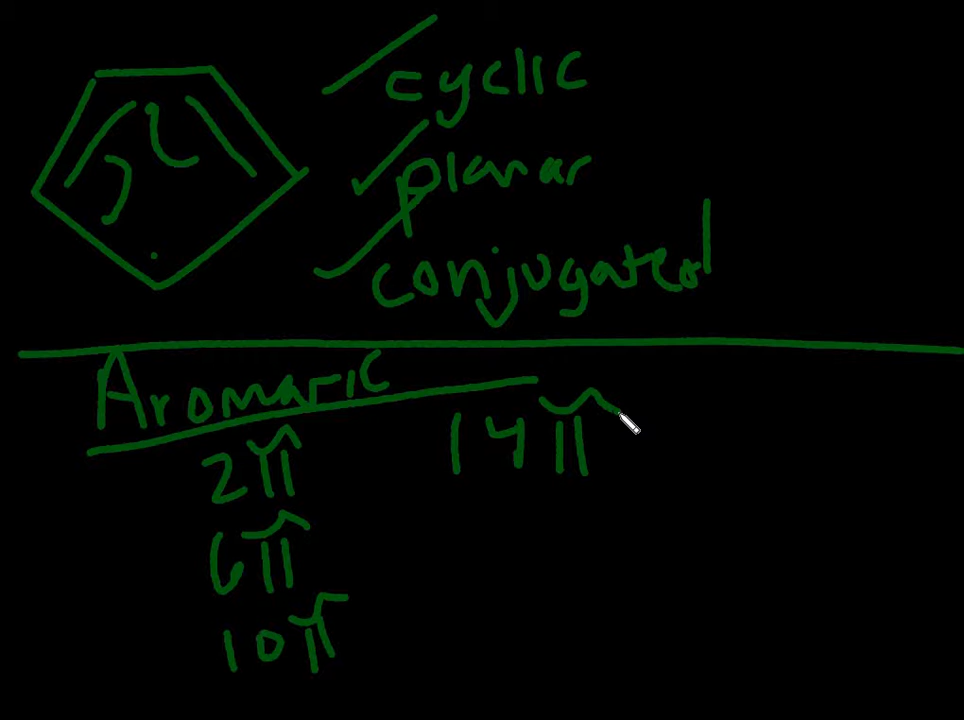 cyclic
planar
conjugated
Aromatic
2π
6π
10π
14π